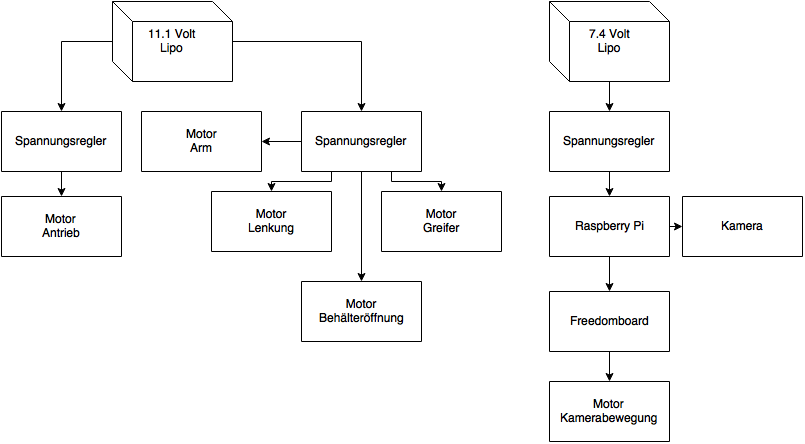 11.1 Volt
Lipo
7.4 Volt
Lipo
Spannungsregler
Motor
Arm
Spannungsregler
Spannungsregler
Motor
Antrieb
Motor
Lenkung
Motor
Greifer
Raspberry Pi
Kamera
Motor
Behälteröffnung
Freedomboard
Motor
Kamerabewegung